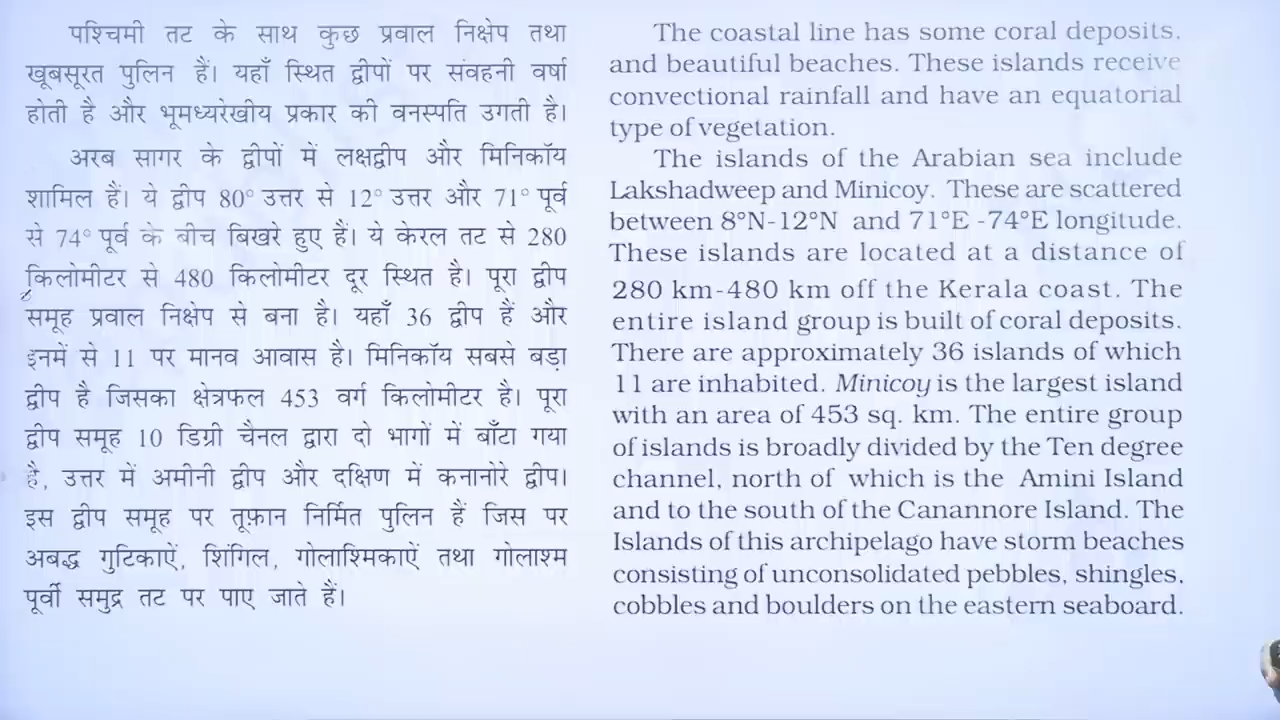 पश्चिमी तट के साथ कुछ प्रवाल निक्षेप तथा
खूबसूरत पुलिन हैं। यहाँ स्थित द्वीपों पर संवहनी वर्षा
होती है और भूमध्यरेखीय प्रकार की वनस्पति उगती है।
अरब सागर के द्वीपों में लक्षद्वीप और मिनिकॉय
शामिल हैं। ये द्वीप 80° उत्तर से 12° उत्तर और 71° पूर्व
से 74° पूर्व के बीच बिखरे हुए हैं। ये केरल तट से 280
किलोमीटर से 480 किलोमीटर दूर स्थित है। पूरा द्वीप
समूह प्रवाल निक्षेप से बना है। यहाँ 36 द्वीप हैं और
इनमें से 11 पर मानव आवास है। मिनिकॉय सबसे बड़ा
द्वीप है जिसका क्षेत्रफल 453 वर्ग किलोमीटर है। पूरा
द्वीप समूह 10 डिग्री चैनल द्वारा दो भागों में बाँटा गया
है, उत्तर में अमीनी द्वीप और दक्षिण में कनानोरे द्वीप।
इस द्वीप समूह पर तूफ़ान निर्मित पुलिन हैं जिस पर
अबद्ध गुटिकाऐं, शिंगिल, गोलाश्मिकाऐं तथा गोलाश्म
पूर्वी समुद्र तट पर पाए जाते हैं।
The coastal line has some coral deposits,
and beautiful beaches. These islands receive
convectional rainfall and have an equatorial
type of vegetation.
The islands of the Arabian sea include
Lakshadweep and Minicoy. These are scattered
between 8°N-12°N and 71°E -74°E longitude.
These islands are located at a distance of
280 km-480 km off the Kerala coast. The
entire island group is built of coral deposits.
There are approximately 36 islands of which
11 are inhabited. Minicoy is the largest island
with an area of 453 sq. km. The entire group
of islands is broadly divided by the Ten degree
channel, north of which is the Amini Island
and to the south of the Canannore Island. The
Islands of this archipelago have storm beaches
consisting of unconsolidated pebbles, shingles,
cobbles and boulders on the eastern seaboard.